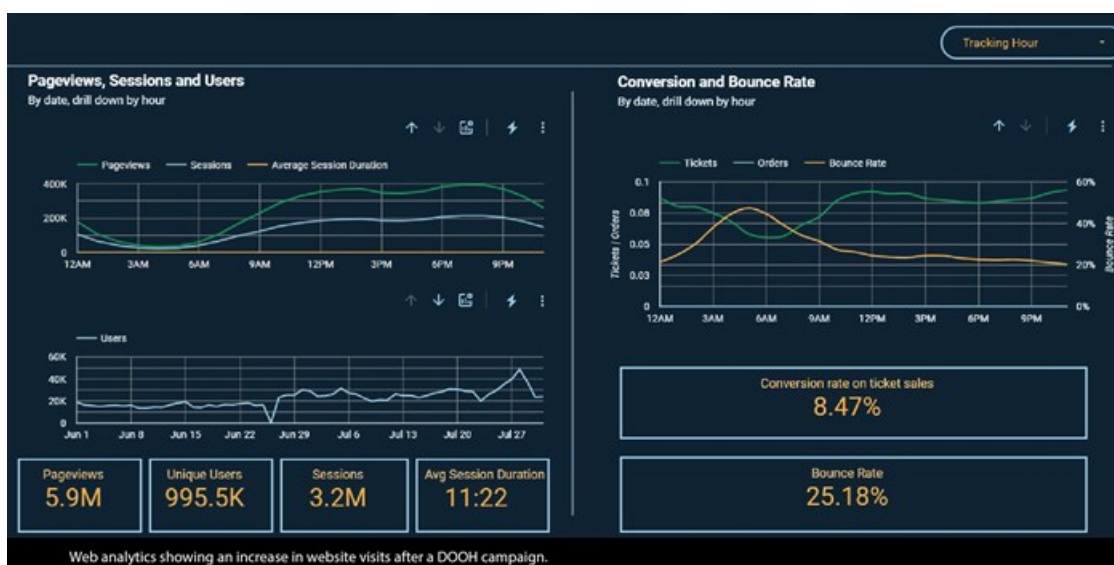 Tracking Hour
Pageviews, Sessions and Users
By date, drill down by hour
Pageviews Sessions Average Session Duration
400K
200K
0
12AM 3AM 6AM 9AM 12PM 3PM 6PM 9PM
Users
60K
40K
20K
0
Jun 1 Jun 8 Jun 15 Jun 22 Jun 29 Jul 6 Jul 13 Jul 20 Jul 27
Pageviews
5.9M
Unique Users
995.5K
Sessions
3.2M
Avg Session Duration
11:22
Conversion and Bounce Rate
By date, drill down by hour
Tickets Orders Bounce Rate
Tickets / Orders
0.1
0.08
0.05
0.03
0
60%
40%
20%
0%
Bounce Rate
12AM 3AM 6AM 9AM 12PM 3PM 6PM 9PM
Conversion rate on ticket sales
8.47%
Bounce Rate
25.18%
Web analytics showing an increase in website visits after a DOOH campaign.